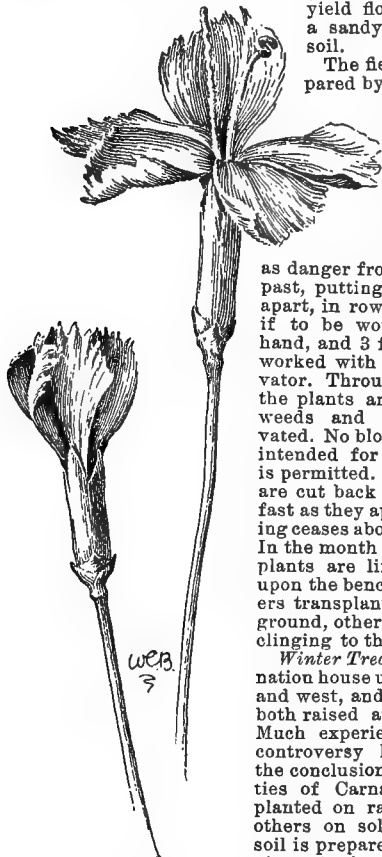 yield flo
a sandy
soil.
The fie
pared by
as danger fro
past, putting
apart, in row
if to be wo
hand, and 3 f
worked with
vator. Throu
the plants ar
weeds and
vated. No blo
intended for
is permitted.
are cut back
fast as they ap
ing ceases abo
In the month
plants are li
upon the benc
ers transplan
ground, other
clinging to th
Winter Trea
nation house u
and west, and
both raised a
Much experie
controversy
the conclusion
ties of Carna
planted on ra
others on sol
soil is prepare
W.C.B.